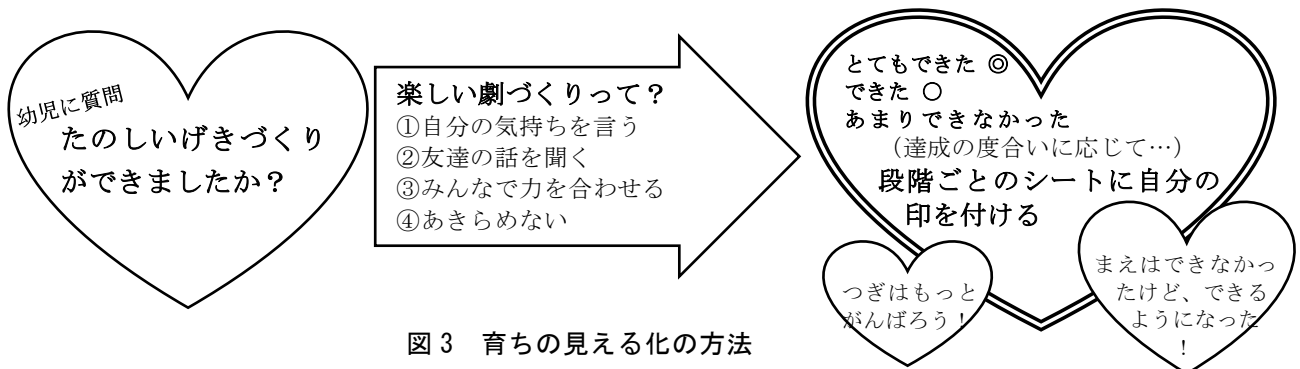 幼児に質問
たのしいげきづくり
ができましたか？
楽しい劇づくりって？
①自分の気持ちを言う
②友達の話を聞く
③みんなで力を合わせる
④あきらめない
とてもできた ◎
できた ○
あまりできなかった
（達成の度合いに応じて…）
段階ごとのシートに自分の
印を付ける
つぎはもっと
がんばろう！
まえはできなかっ
たけど、できる
ようになった
！
図3　育ちの見える化の方法